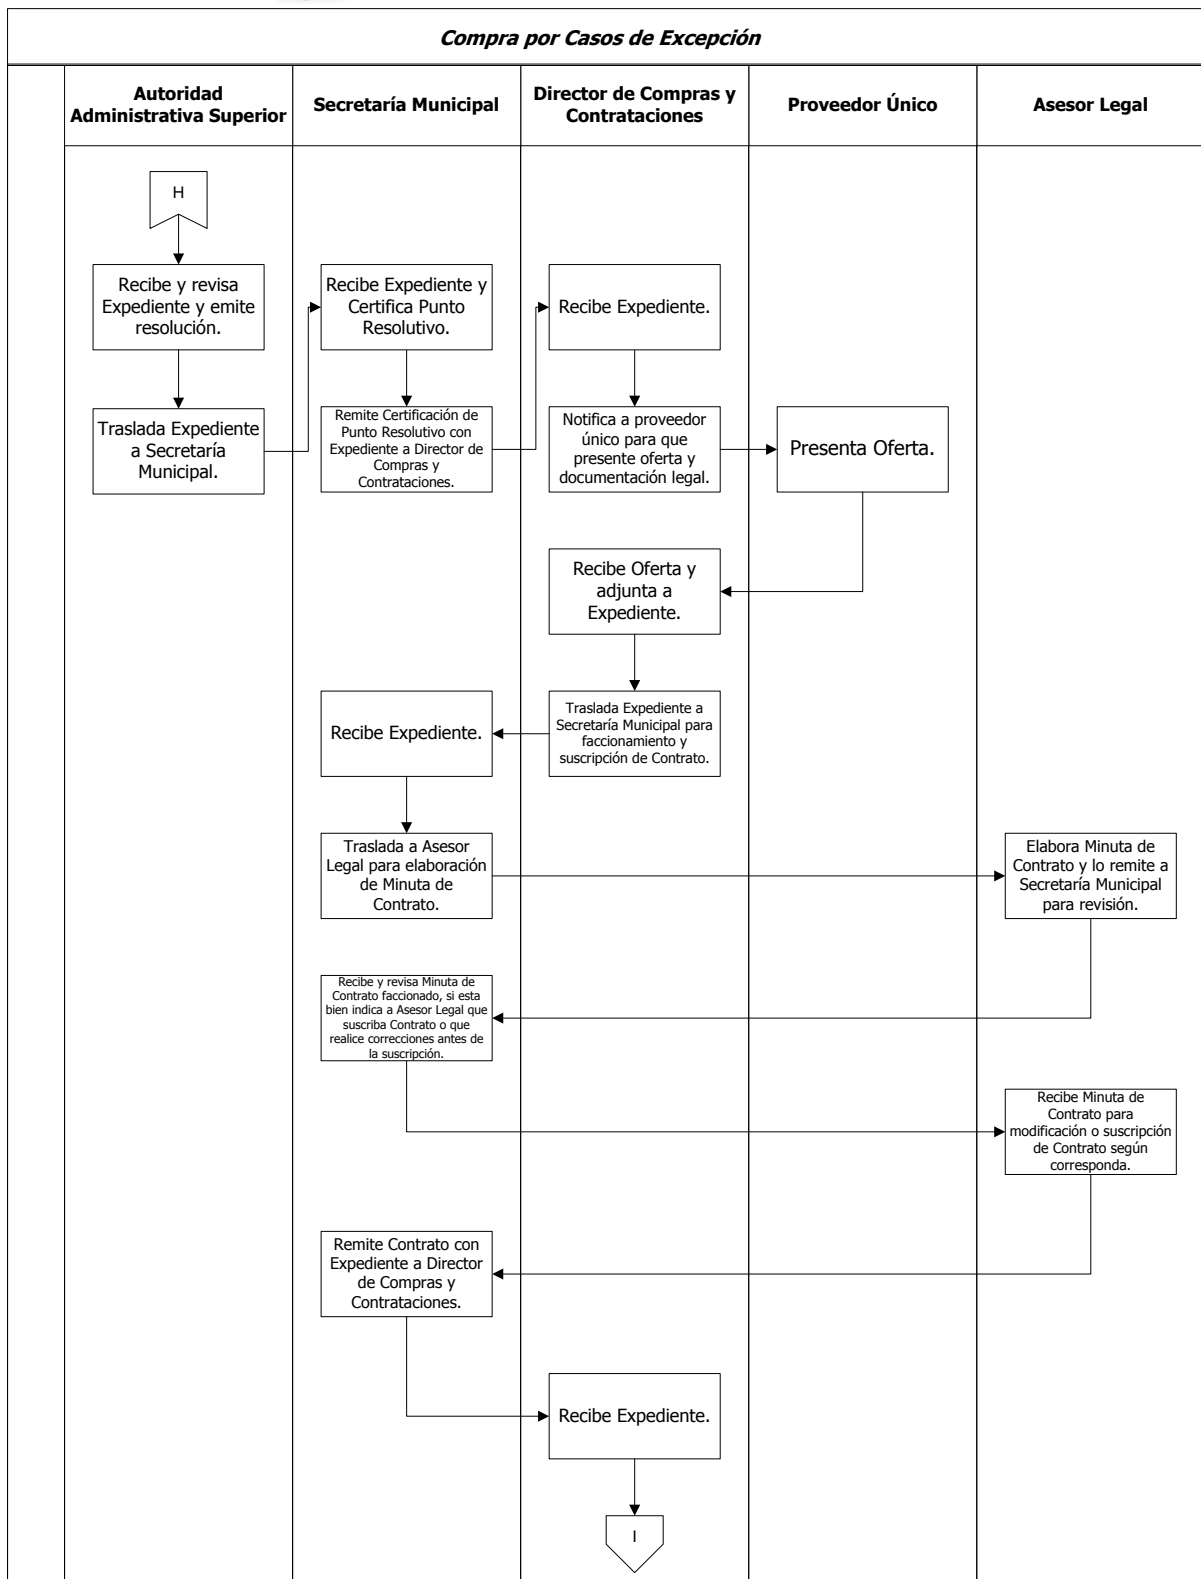 Compra por Casos de Excepción
Autoridad
Administrativa Superior
Secretaría Municipal
Director de Compras y
Contrataciones
Proveedor Único
Asesor Legal
H
Recibe y revisa
Expediente y emite
resolución.
Recibe Expediente y
Certifica Punto
Resolutivo.
Recibe Expediente.
Traslada Expediente
a Secretaría
Municipal.
Remite Certificación de
Punto Resolutivo con
Expediente a Director de
Compras y
Contrataciones.
Notifica a proveedor
único para que
presente oferta y
documentación legal.
Presenta Oferta.
Recibe Oferta y
adjunta a
Expediente.
Traslada Expediente a
Secretaría Municipal para
faccionamiento y
suscripción de Contrato.
Recibe Expediente.
Traslada a Asesor
Legal para elaboración
de Minuta de
Contrato.
Elabora Minuta de
Contrato y lo remite a
Secretaría Municipal
para revisión.
Recibe y revisa Minuta de
Contrato faccionado, si esta
bien indica a Asesor Legal que
suscriba Contrato o que
realice correcciones antes de
la suscripción.
Recibe Minuta de
Contrato para
modificación o suscripción
de Contrato según
corresponda.
Remite Contrato con
Expediente a Director
de Compras y
Contrataciones.
Recibe Expediente.
I